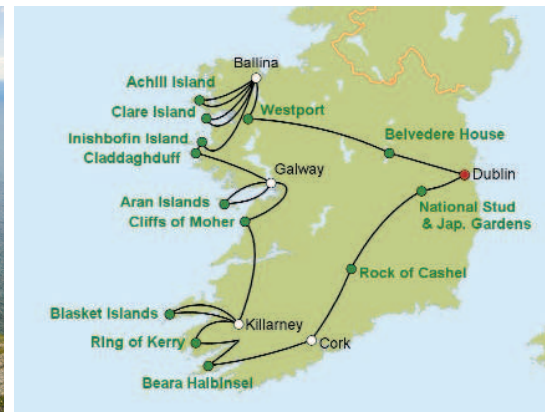 Ballina
Achill Island
Clare Island
Westport
Inishbofin Island
Claddaghduff
Belvedere House
Galway
Dublin
Aran Islands
National Stud
& Jap. Gardens
Cliffs of Moher
Rock of Cashel
Blasket Islands
Killarney
Ring of Kerry
Cork
Beara Halbinsel